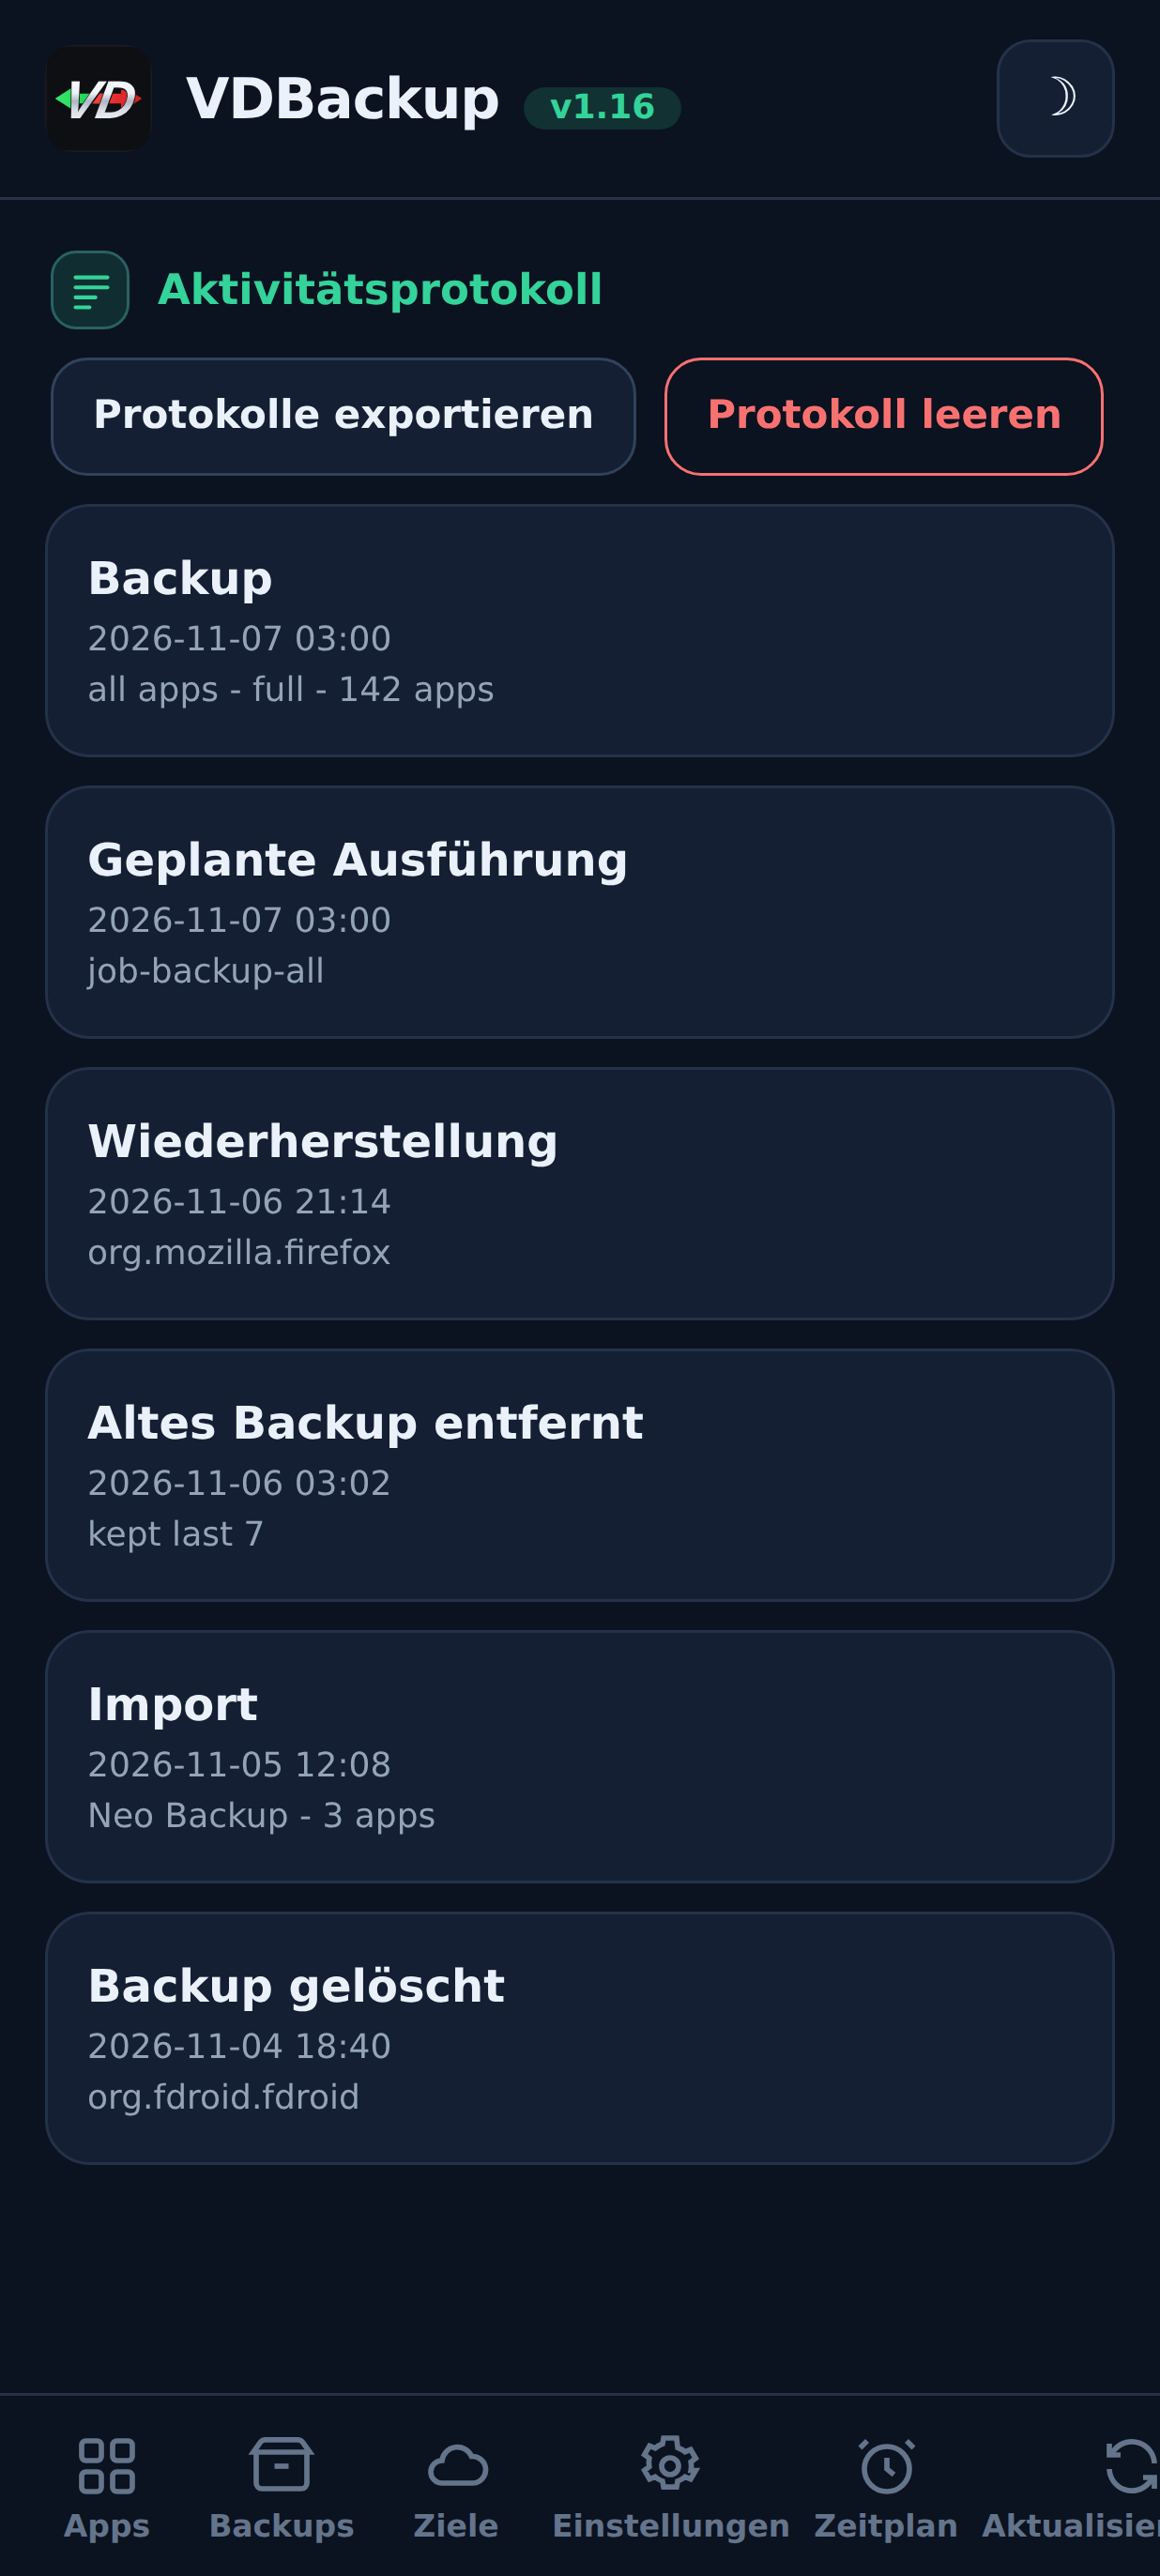 VD
VDBackup v1.16
Aktivitätsprotokoll
Protokolle exportieren
Protokoll leeren
Backup
2026-11-07 03:00
all apps - full - 142 apps
Geplante Ausführung
2026-11-07 03:00
job-backup-all
Wiederherstellung
2026-11-06 21:14
org.mozilla.firefox
Altes Backup entfernt
2026-11-06 03:02
kept last 7
Import
2026-11-05 12:08
Neo Backup - 3 apps
Backup gelöscht
2026-11-04 18:40
org.fdroid.fdroid
Apps
Backups
Ziele
Einstellungen
Zeitplan